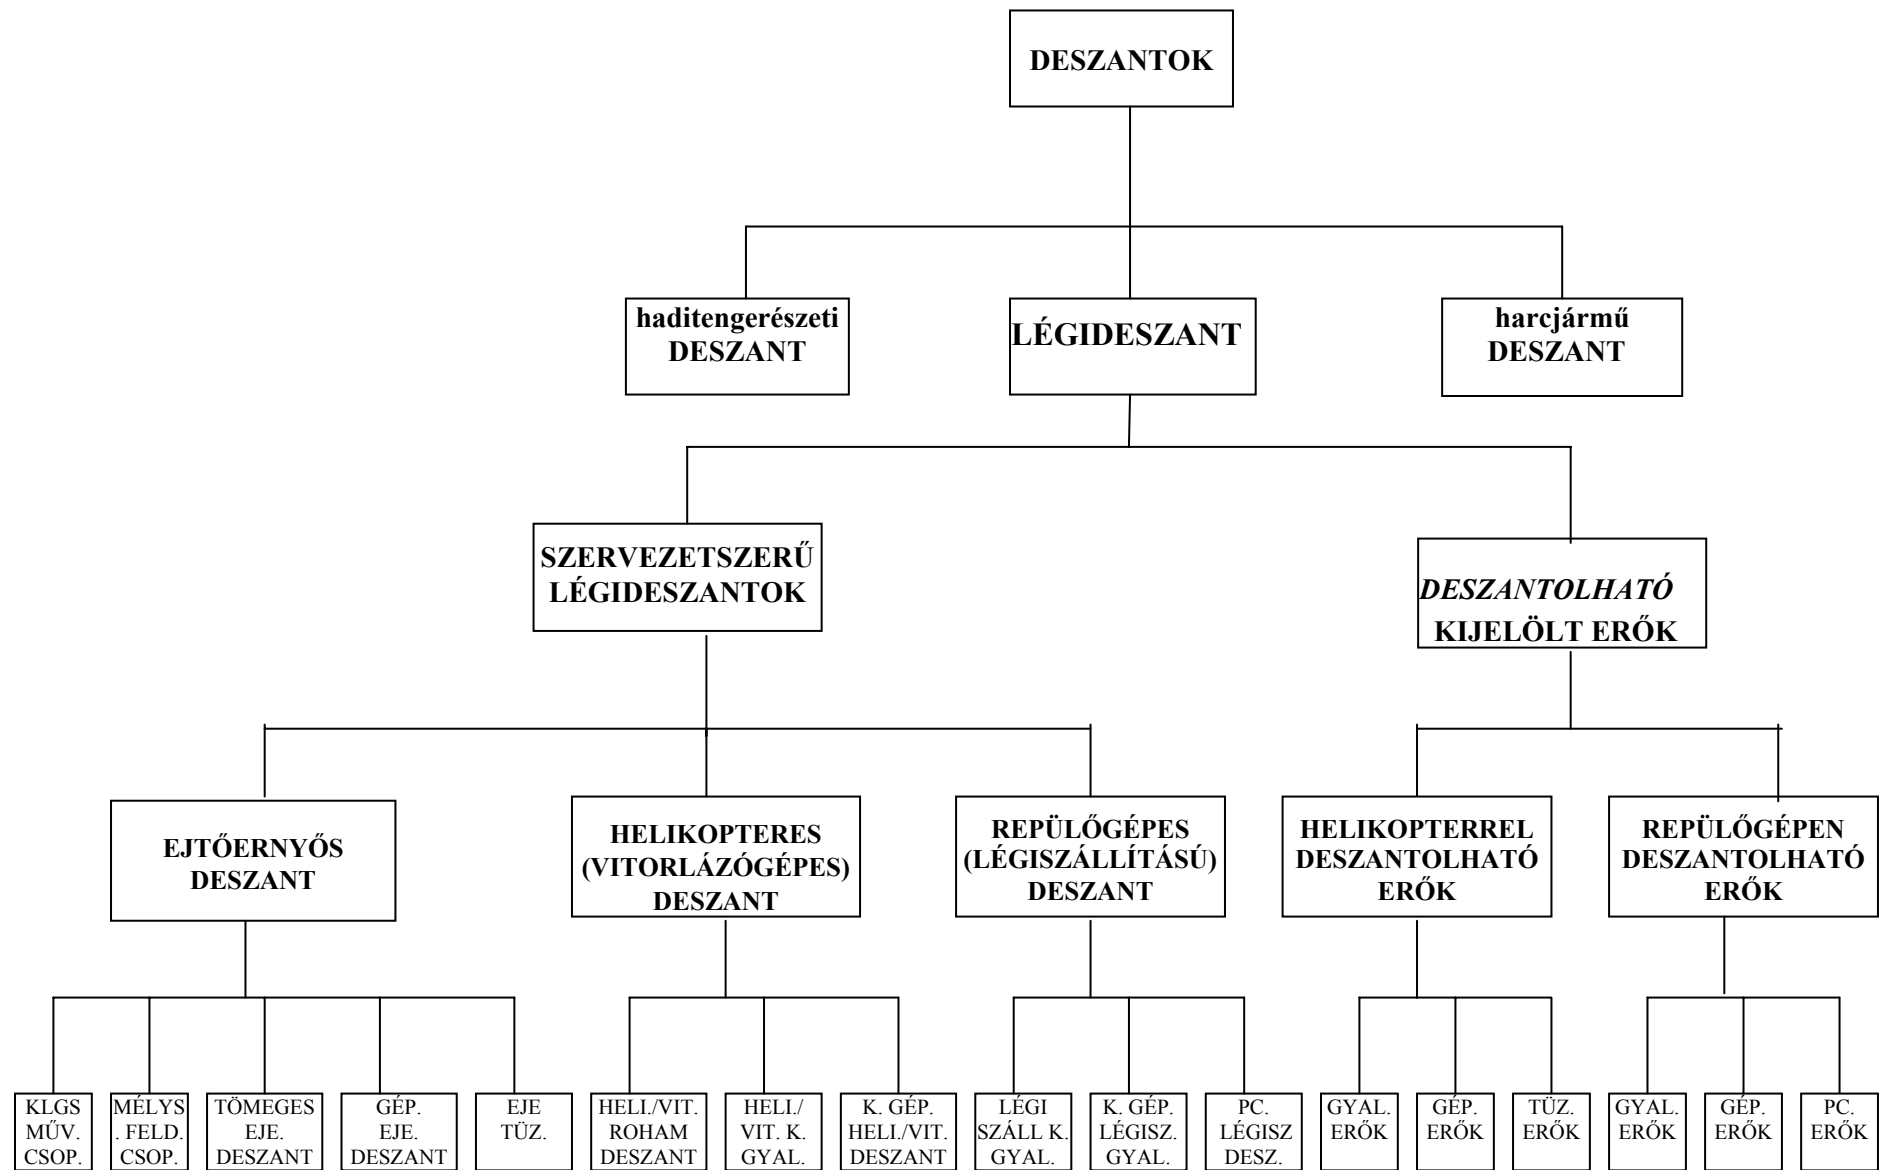 DESZANTOK
haditengerészeti
DESZANT
LÉGIDESZANT
harcjármű
DESZANT
SZERVEZETSZERŰ
LÉGIDESZANTOK
DESZANTOLHATÓ
KIJELÖLT ERŐK
EJTŐERNYŐS
DESZANT
HELIKOPTERES
(VITORLÁZÓGÉPES)
DESZANT
REPÜLŐGÉPES
(LÉGISZÁLLÍTÁSÚ)
DESZANT
HELIKOPTERREL
DESZANTOLHATÓ
ERŐK
REPÜLŐGÉPEN
DESZANTOLHATÓ
ERŐK
KLGS
MŰV.
CSOP.
MÉLYS
. FELD.
CSOP.
TÖMEGES
EJE.
DESZANT
GÉP.
EJE.
DESZANT
EJE
TÜZ.
HELI./VIT.
ROHAM
DESZANT
HELI./
VIT. K.
GYAL.
K. GÉP.
HELI./VIT.
DESZANT
LÉGI
SZÁLL K.
GYAL.
K. GÉP.
LÉGISZ.
GYAL.
PC.
LÉGISZ
DESZ.
GYAL.
ERŐK
GÉP.
ERŐK
TÜZ.
ERŐK
GYAL.
ERŐK
GÉP.
ERŐK
PC.
ERŐK